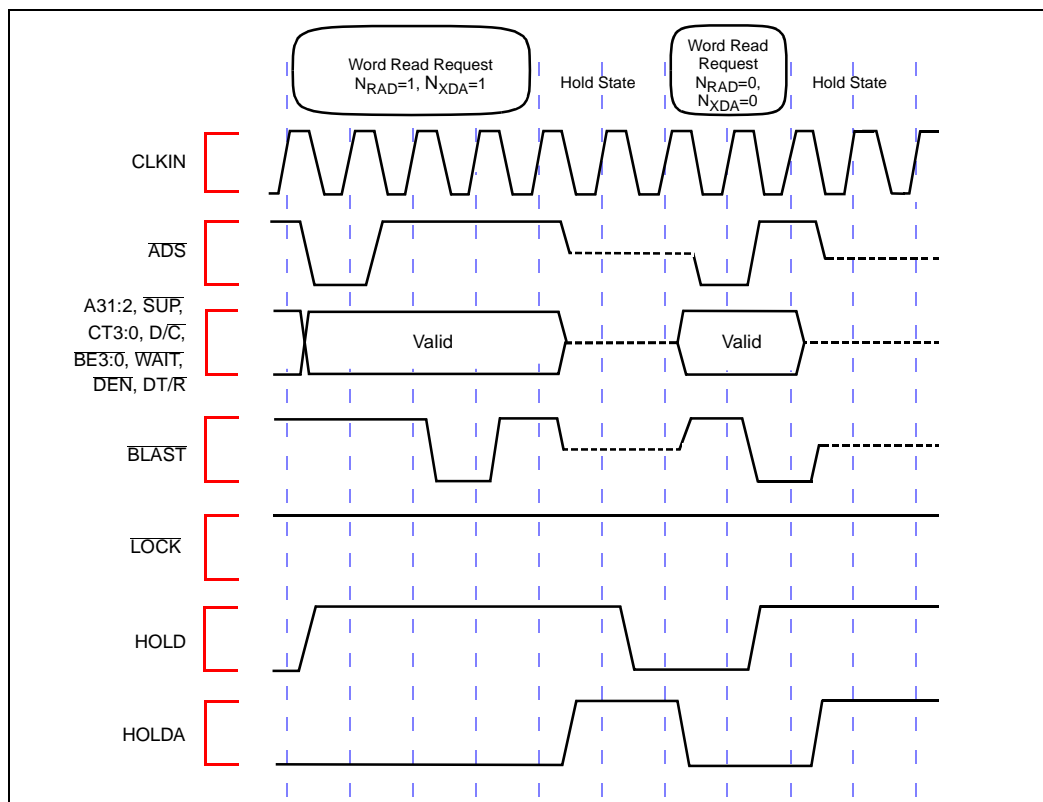 Word Read Request
NRAD=1, NXDA=1
Hold State
Word Read
Request
NRAD=0,
NXDA=0
Hold State
CLKIN
ADS
A31:2, SUP,
CT3:0, D/C,
BE3:0, WAIT,
DEN, DT/R
Valid
Valid
BLAST
LOCK
HOLD
HOLDA